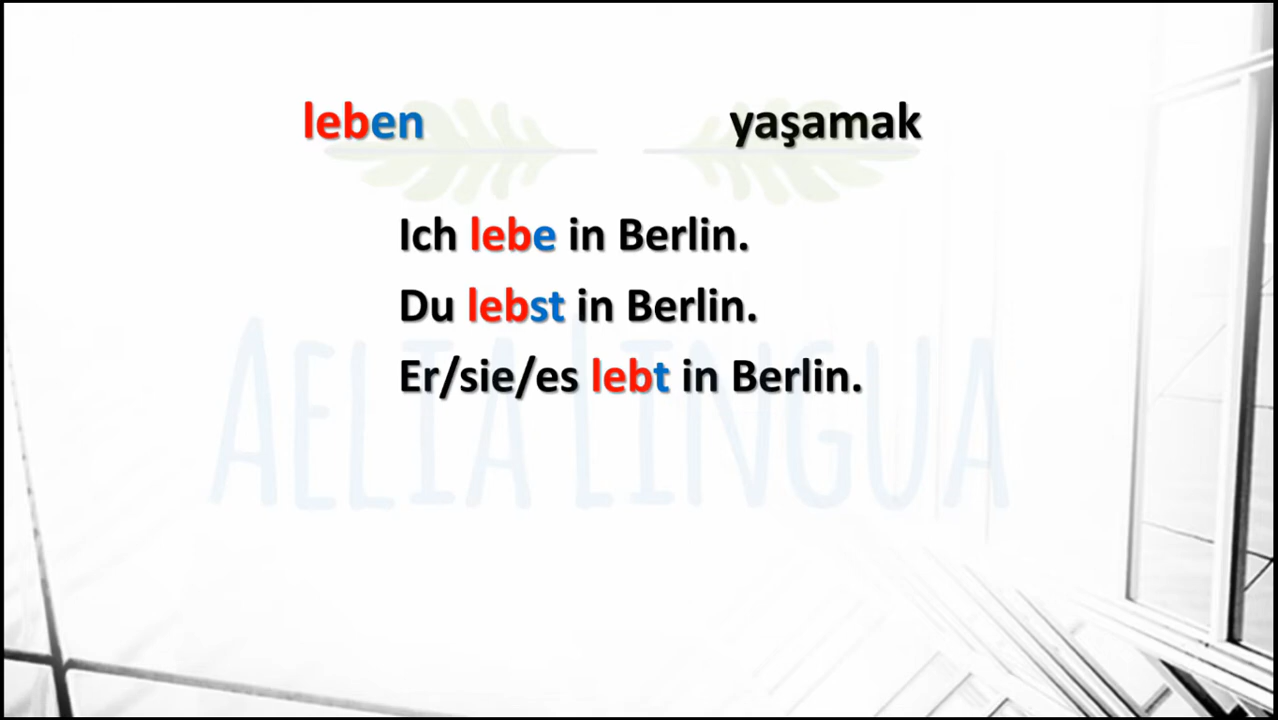 leben yaşamak
Ich lebe in Berlin.
Du lebst in Berlin.
Er/sie/es lebt in Berlin.
AELIA LINGUA